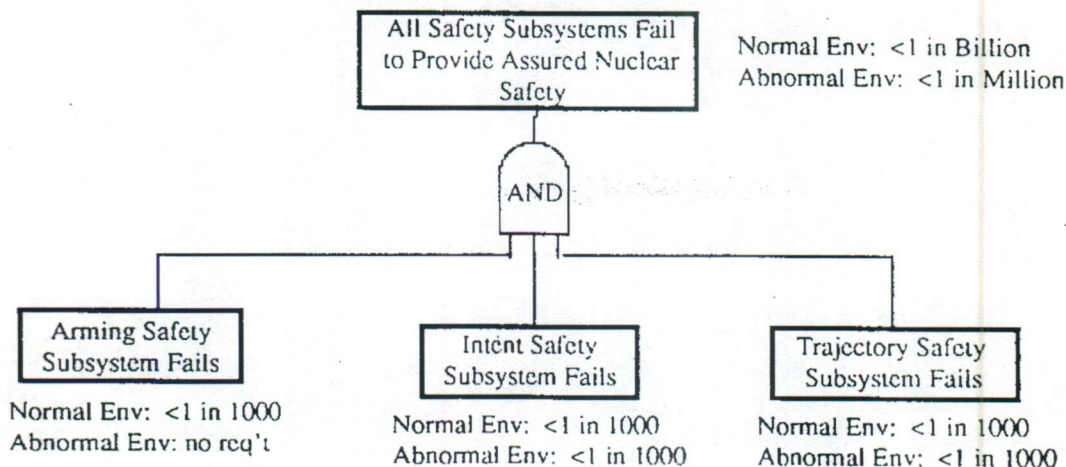 All Safety Subsystems Fail
to Provide Assured Nuclear
Safety
Normal Env: <1 in Billion
Abnormal Env: <1 in Million
AND
Arming Safety
Subsystem Fails
Normal Env: <1 in 1000
Abnormal Env: no req't
Intent Safety
Subsystem Fails
Normal Env: <1 in 1000
Abnormal Env: <1 in 1000
Trajectory Safety
Subsystem Fails
Normal Env: <1 in 1000
Abnormal Env: <1 in 1000